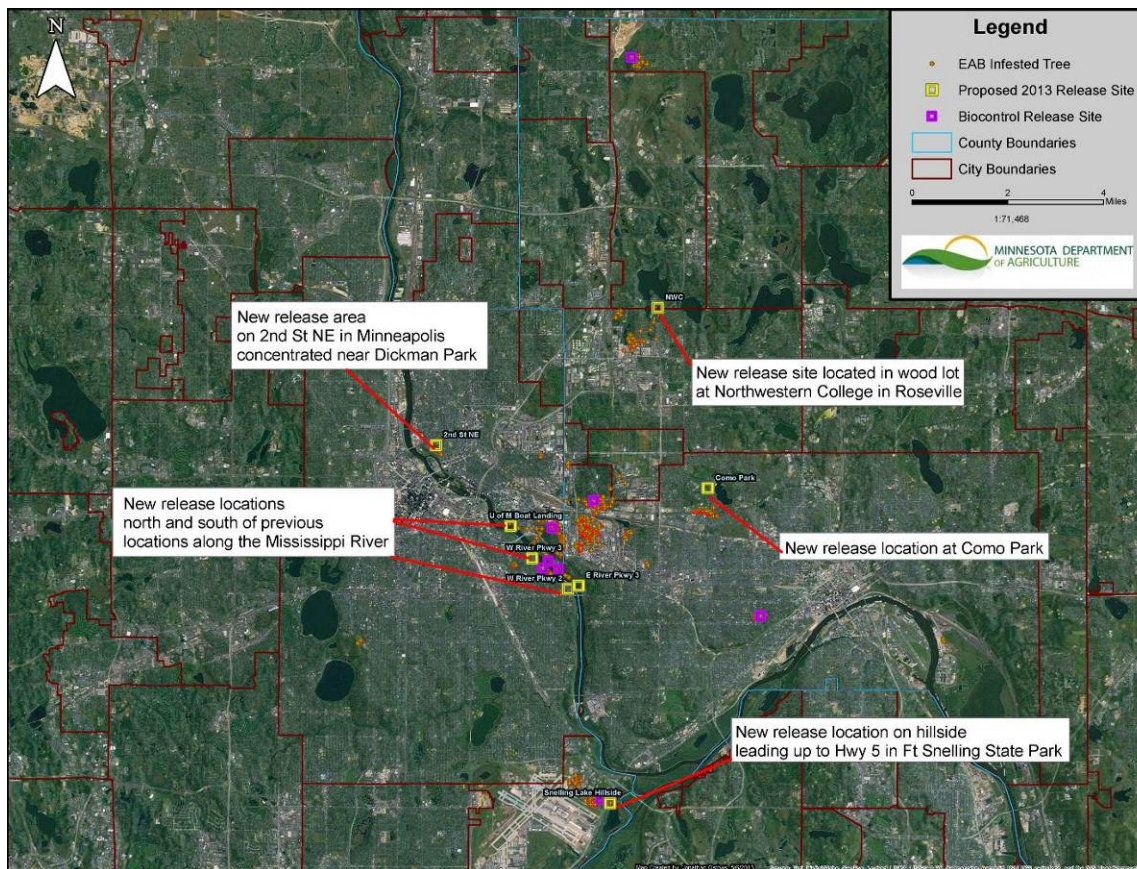 N
Legend
EAB Infested Tree
Proposed 2013 Release Site
Biocontrol Release Site
County Boundaries
City Boundaries
0 2 4
Miles
1:71,468
MINNESOTA DEPARTMENT
OF AGRICULTURE
NWC
New release area
on 2nd St NE in Minneapolis
concentrated near Dickman Park
New release site located in wood lot
at Northwestern College in Roseville
2nd St NE
Como Park
New release locations
north and south of previous
locations along the Mississippi River
U of M Boat Landing
New release location at Como Park
W River Pkwy 3
W River Pkwy 2
E River Pkwy 3
New release location on hillside
leading up to Hwy 5 in Ft Snelling State Park
Snelling Lake Hillside